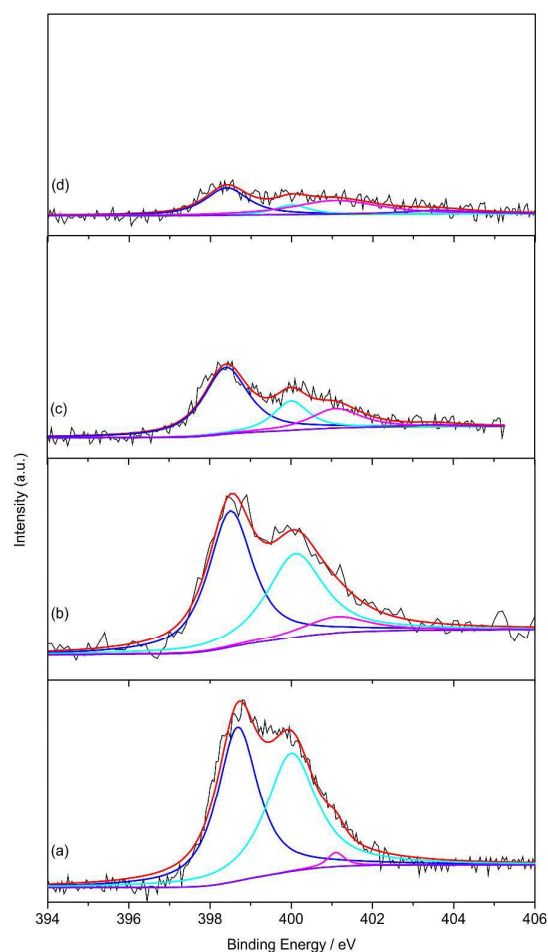 (d)
(c)
Intensity (a.u.)
(b)
(a)
394 396 398 400 402 404 406
Binding Energy / eV